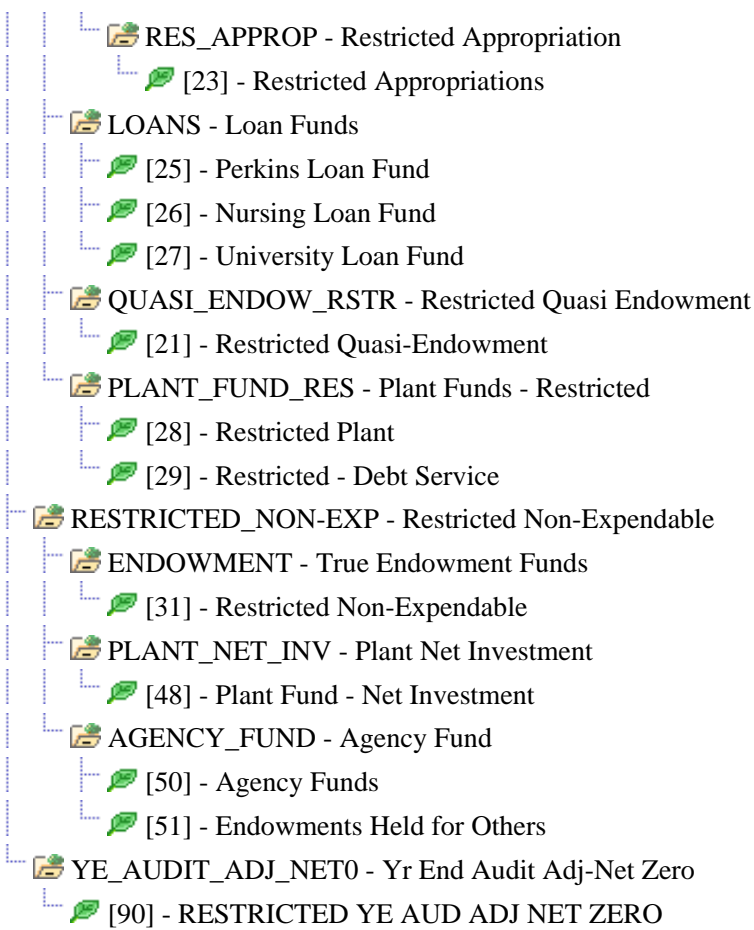 RES_APPROP - Restricted Appropriation
[23] - Restricted Appropriations
LOANS - Loan Funds
[25] - Perkins Loan Fund
[26] - Nursing Loan Fund
[27] - University Loan Fund
QUASI_ENDOW_RSTR - Restricted Quasi Endowment
[21] - Restricted Quasi-Endowment
PLANT_FUND_RES - Plant Funds - Restricted
[28] - Restricted Plant
[29] - Restricted - Debt Service
RESTRICTED_NON-EXP - Restricted Non-Expendable
ENDOWMENT - True Endowment Funds
[31] - Restricted Non-Expendable
PLANT_NET_INV - Plant Net Investment
[48] - Plant Fund - Net Investment
AGENCY_FUND - Agency Fund
[50] - Agency Funds
[51] - Endowments Held for Others
YE_AUDIT_ADJ_NET0 - Yr End Audit Adj-Net Zero
[90] - RESTRICTED YE AUD ADJ NET ZERO